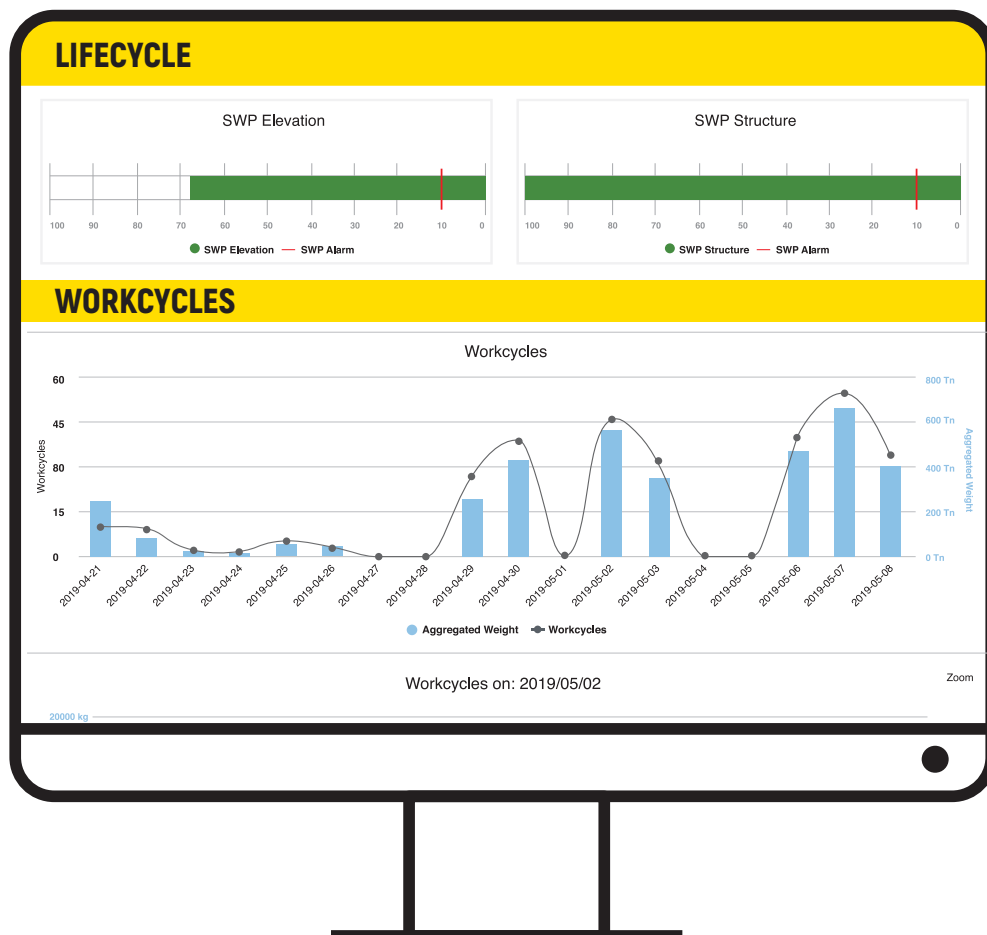 LIFECYCLE
SWP Elevation
100 90 80 70 60 50 40 30 20 10 0
SWP Elevation SWP Alarm
SWP Structure
100 90 80 70 60 50 40 30 20 10 0
SWP Structure SWP Alarm
WORKCYCLES
Workcycles
60
45
80
15
0
Workcycles
800 Tn
600 Tn
400 Tn
200 Tn
0 Tn
Aggregated Weight
2019-04-21
2019-04-22
2019-04-23
2019-04-24
2019-04-25
2019-04-26
2019-04-27
2019-04-28
2019-04-29
2019-04-30
2019-05-01
2019-05-02
2019-05-03
2019-05-04
2019-05-05
2019-05-06
2019-05-07
2019-05-08
Aggregated Weight Workcycles
Workcycles on: 2019/05/02
Zoom
20000 kg